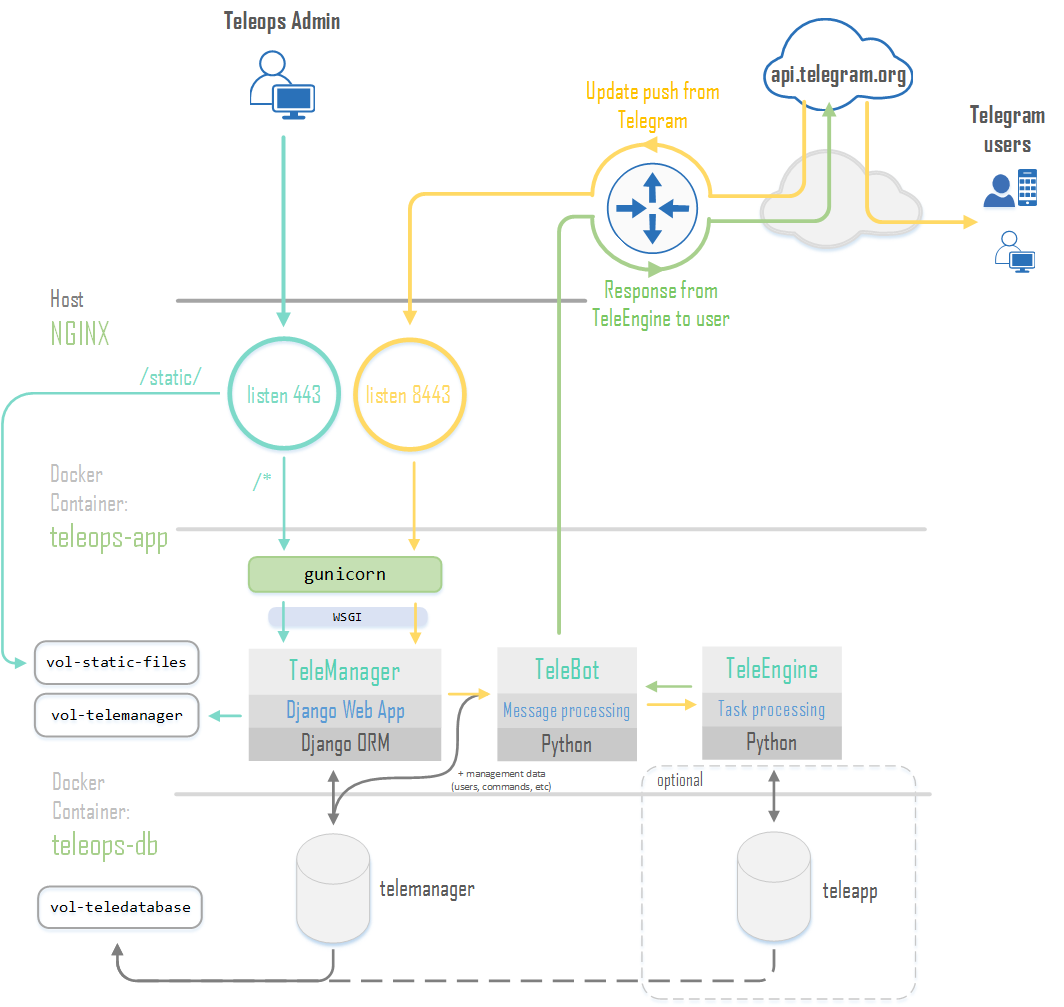 Teleops Admin
api.telegram.org
Update push from
Telegram
Telegram
users
Host
NGINX
Response from
TeleEngine to user
/static/
listen 443
listen 8443
Docker
Container:
teleops-app
/*
gunicorn
WSGI
vol-static-files
vol-telemanager
TeleManager
Django Web App
Django ORM
TeleBot
Message processing
Python
TeleEngine
Task processing
Python
+ management data
(users, commands, etc)
optional
Docker
Container:
teleops-db
telemanager
teleapp
vol-teledatabase